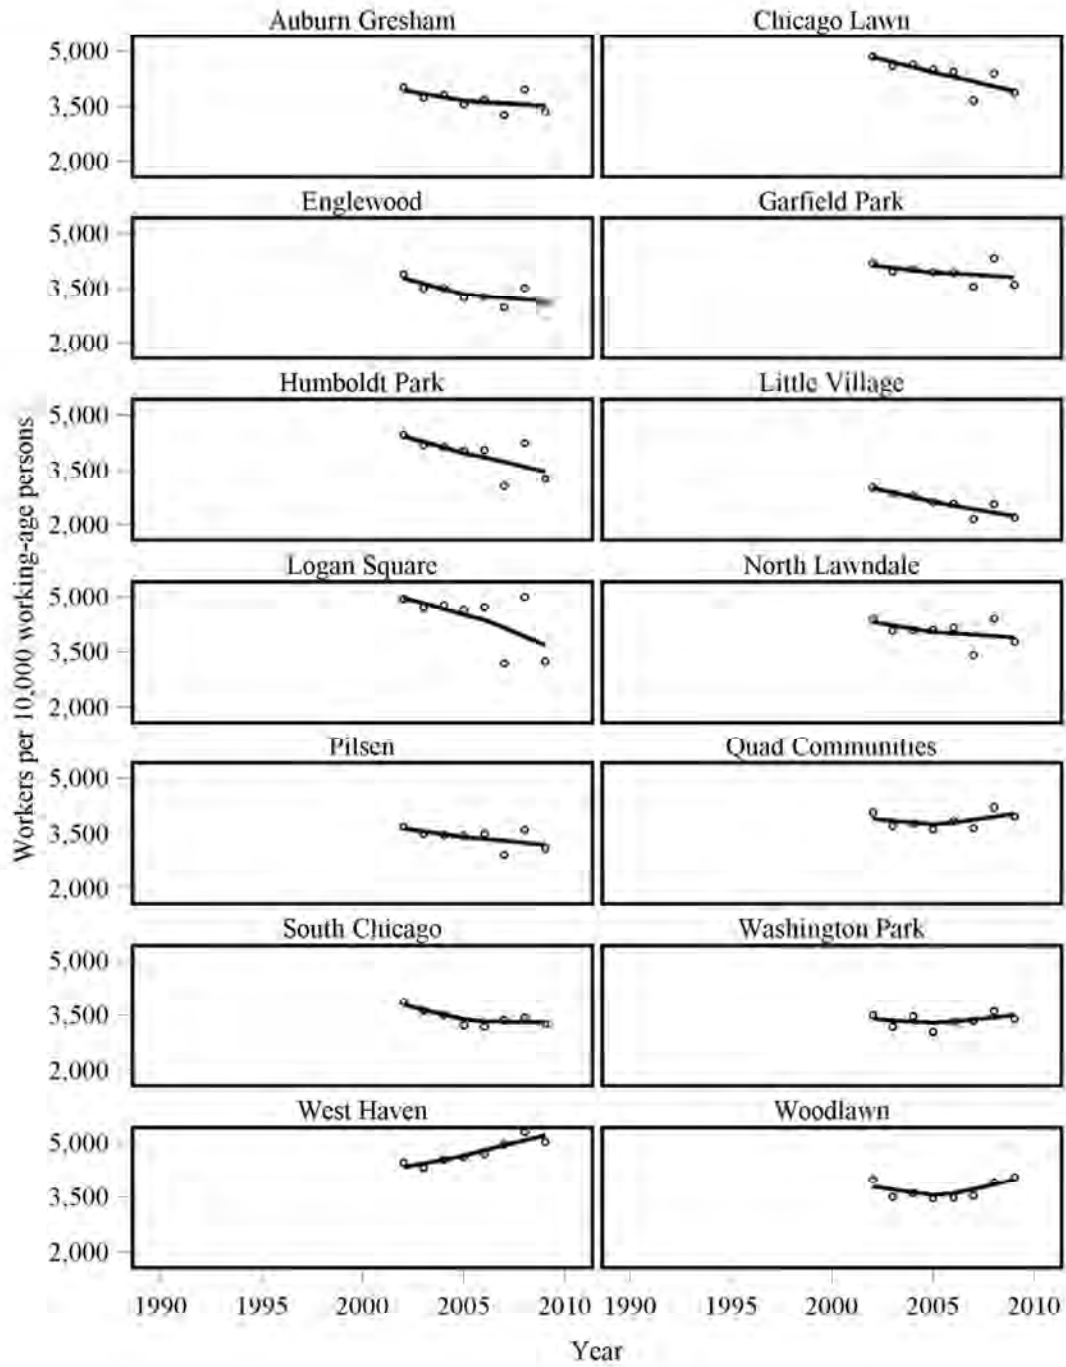 Auburn Gresham
Chicago Lawn
5,000
3,500
2,000
Englewood
Garfield Park
5,000
3,500
2,000
Humboldt Park
Little Village
5,000
3,500
2,000
Logan Square
North Lawndale
5,000
3,500
2,000
Pilsen
Quad Communities
5,000
3,500
2,000
South Chicago
Washington Park
5,000
3,500
2,000
West Haven
Woodlawn
5,000
3,500
2,000
Workers per 10,000 working-age persons
1990 1995 2000 2005 2010 1990 1995 2000 2005 2010
Year